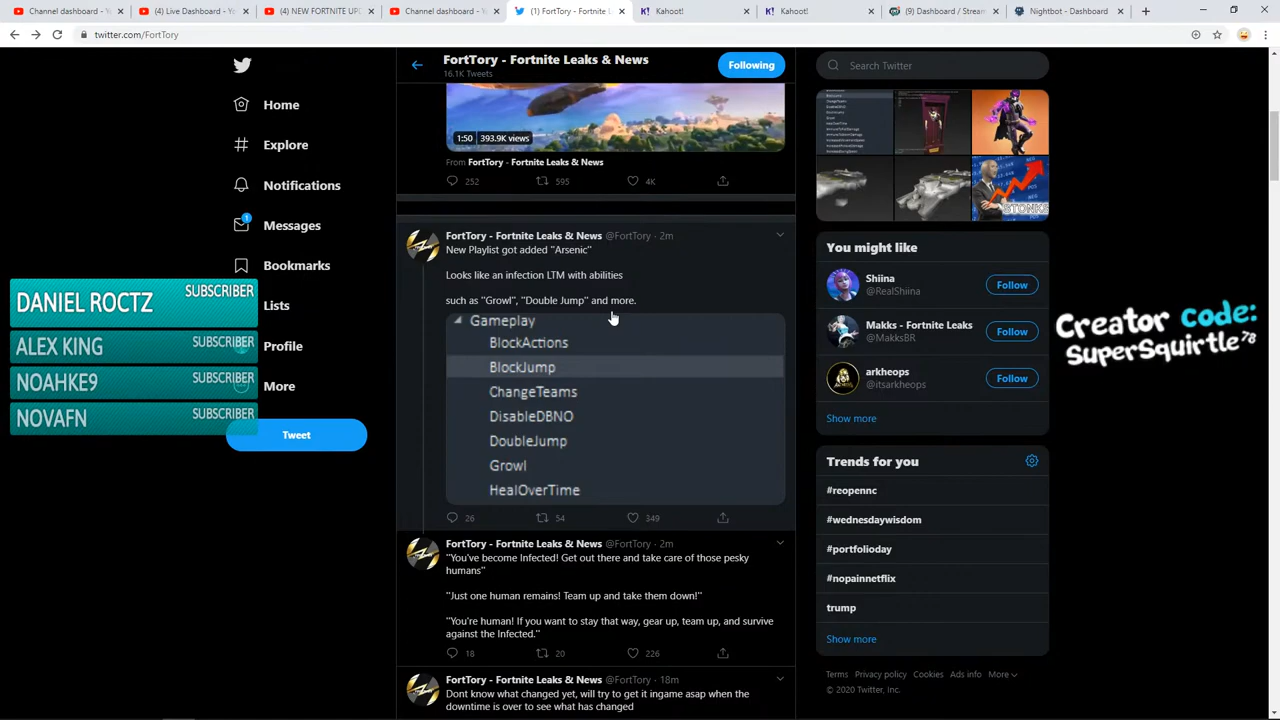 Channel dashboard - Yo
(4) Live Dashboard - Yo
(4) NEW FORTNITE UP
Channel dashboard - Yo
(1) FortTory - Fortnite L
Kahoot!
Kahoot!
(9) Dashboard / Stream
Nightbot - Dashboard
twitter.com/FortTory
FortTory - Fortnite Leaks & News
16.1K Tweets
Following
Search Twitter
Home
Explore
Notifications
1
Messages
Bookmarks
Lists
Profile
More
Tweet
DANIEL ROCTZ SUBSCRIBER
ALEX KING SUBSCRIBER
NOAHKE9 SUBSCRIBER
NOVAFN SUBSCRIBER
1:50 393.9K views
From FortTory - Fortnite Leaks & News
252 595 4K
FortTory - Fortnite Leaks & News @FortTory · 2m
New Playlist got added "Arsenic"
Looks like an infection LTM with abilities
such as "Growl", "Double Jump" and more.
Gameplay
BlockActions
BlockJump
ChangeTeams
DisableDBNO
DoubleJump
Growl
HealOverTime
26 54 349
FortTory - Fortnite Leaks & News @FortTory · 2m
"You've become Infected! Get out there and take care of those pesky
humans"
"Just one human remains! Team up and take them down!"
"You're human! If you want to stay that way, gear up, team up, and survive
against the Infected."
18 20 226
FortTory - Fortnite Leaks & News @FortTory · 18m
Dont know what changed yet, will try to get it ingame asap when the
downtime is over to see what has changed
STONKS
You might like
Shiina
@RealShiina
Follow
Makks - Fortnite Leaks
@MakksBR
Follow
arkheops
@itsarkheops
Follow
Show more
Trends for you
#reopennc
#wednesdaywisdom
#portfolioday
#nopainnetflix
trump
Show more
Terms Privacy policy Cookies Ads info More
© 2020 Twitter, Inc.
Creator code:
SuperSquirtle78